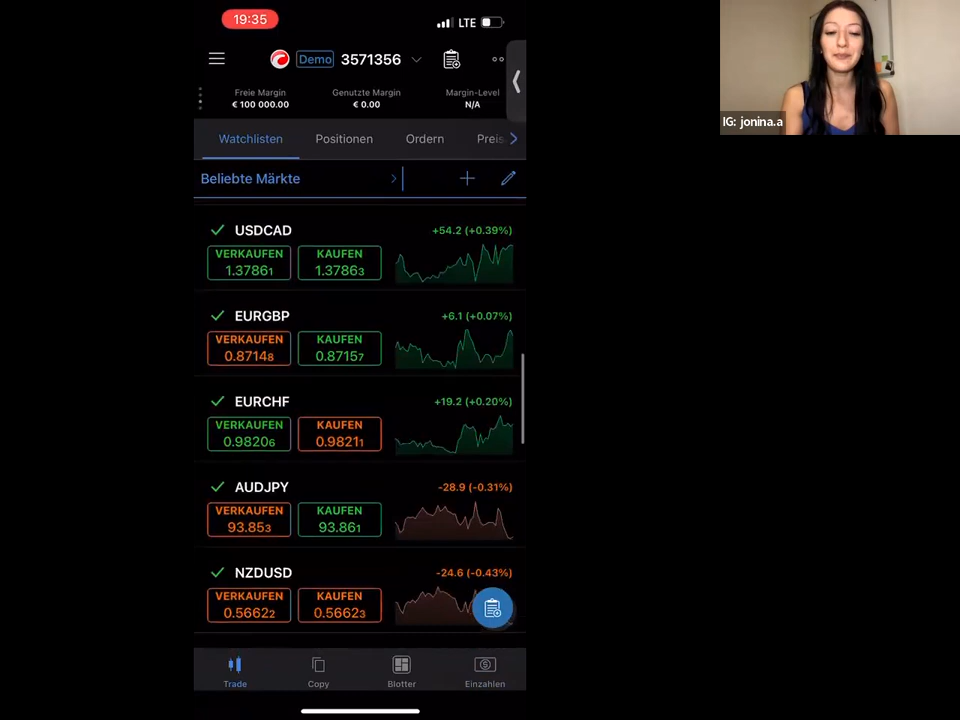 19:35
LTE
Demo 3571356
Freie Margin Genutzte Margin Margin-Level
€ 100 000.00 € 0.00 N/A
Watchlisten Positionen Ordern Preis
Beliebte Märkte
USDCAD +54.2 (+0.39%)
VERKAUFEN KAUFEN
1.37861 1.37863
EURGBP +6.1 (+0.07%)
VERKAUFEN KAUFEN
0.87148 0.87157
EURCHF +19.2 (+0.20%)
VERKAUFEN KAUFEN
0.98206 0.98211
AUDJPY -28.9 (-0.31%)
VERKAUFEN KAUFEN
93.853 93.861
NZDUSD -24.6 (-0.43%)
VERKAUFEN KAUFEN
0.56622 0.56623
Trade Copy Blotter Einzahlen
IG: jonina.a